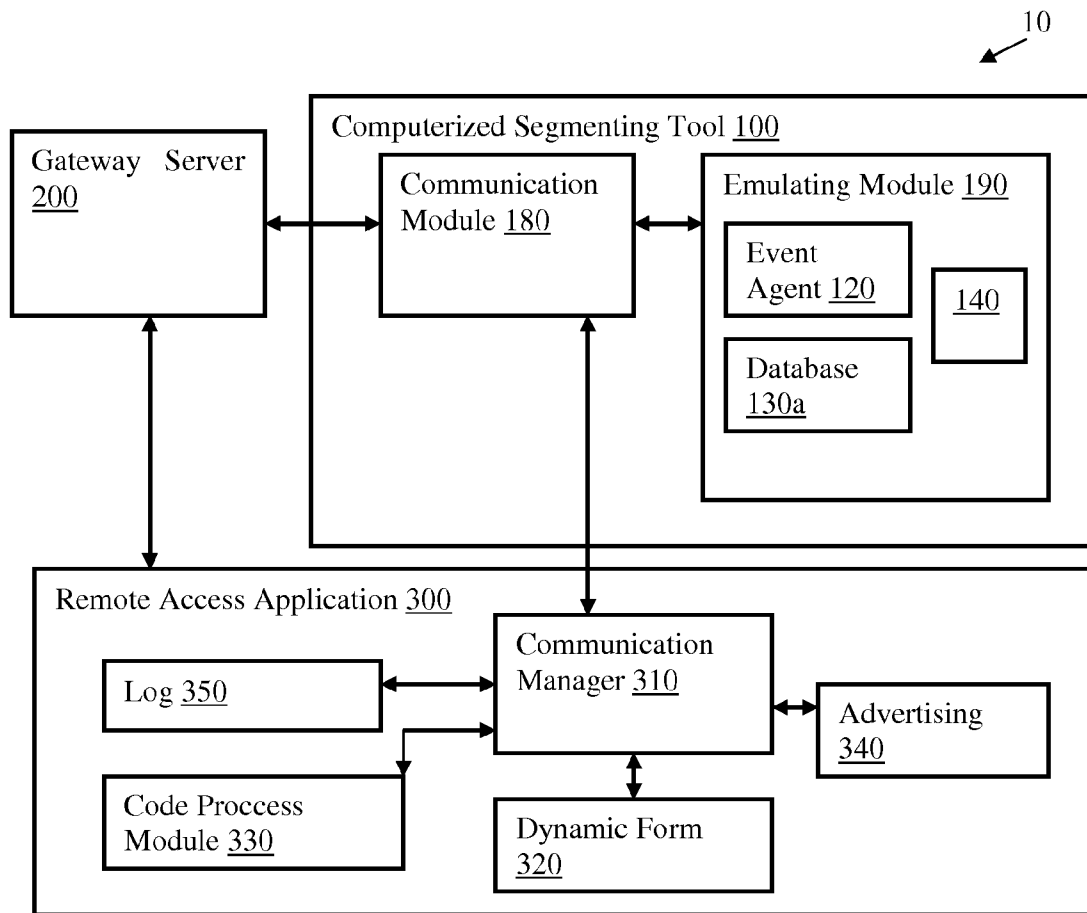 10
Computerized Segmenting Tool 100
Gateway Server
200
Communication
Module 180
Emulating Module 190
Event
Agent 120
140
Database
130a
Remote Access Application 300
Communication
Manager 310
Log 350
Advertising
340
Code Proccess
Module 330
Dynamic Form
320